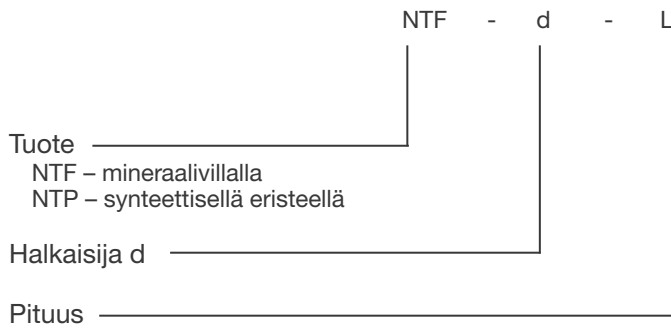 NTF - d - L
Tuote
NTF – mineraalivillalla
NTP – synteettisellä eristeellä
Halkaisija d
Pituus